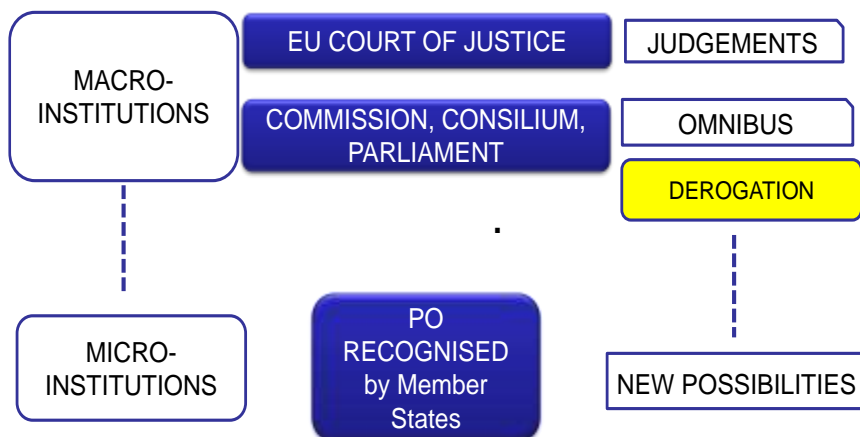 EU COURT OF JUSTICE
JUDGEMENTS
MACRO-
INSTITUTIONS
COMMISSION, CONSILIUM,
PARLIAMENT
OMNIBUS
DEROGATION
.
MICRO-
INSTITUTIONS
PO
RECOGNISED
by Member
States
NEW POSSIBILITIES